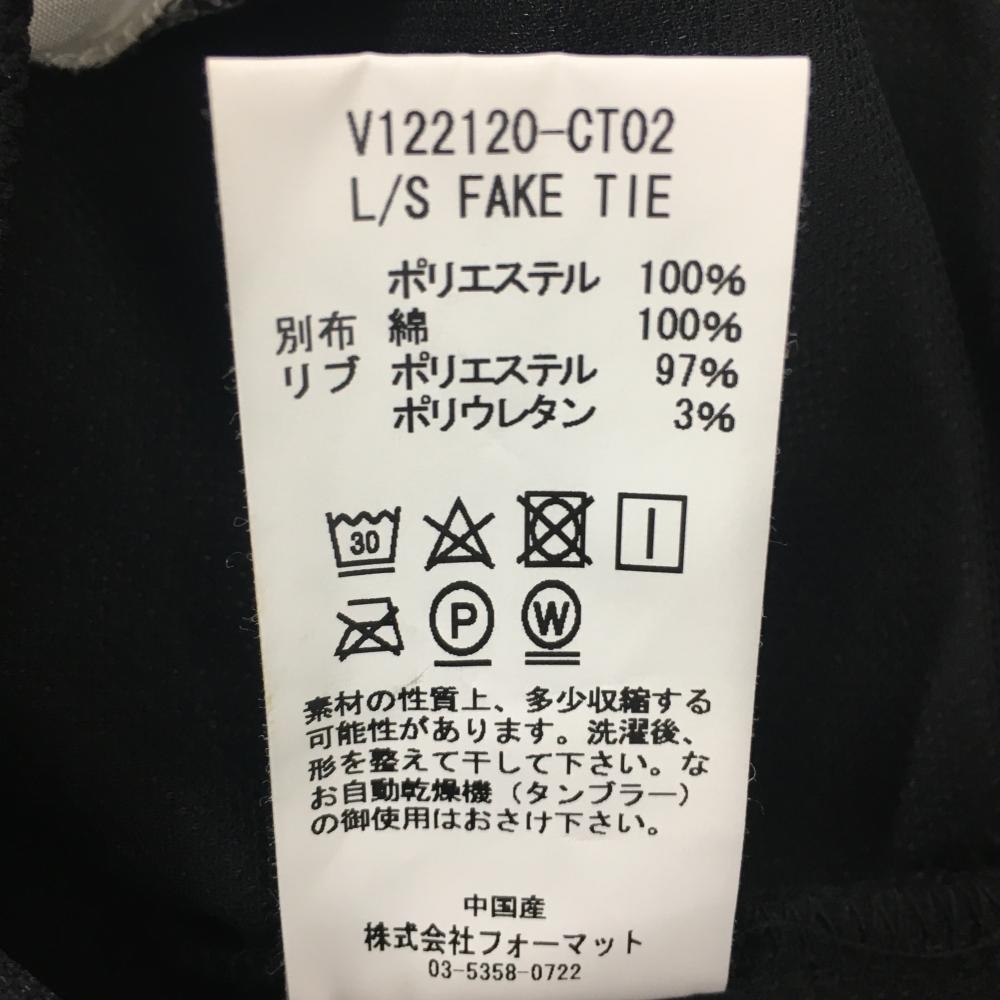 V122120-CT02
L/S FAKE TIE
ポリエステル 100%
別布 綿 100%
リブ ポリエステル 97%
ポリウレタン 3%
30
P W
素材の性質上、多少収縮する
可能性があります。洗濯後、
形を整えて干して下さい。な
お自動乾燥機（タンブラー）
の御使用はおさけ下さい。
中国産
株式会社フォーマット
03-5358-0722